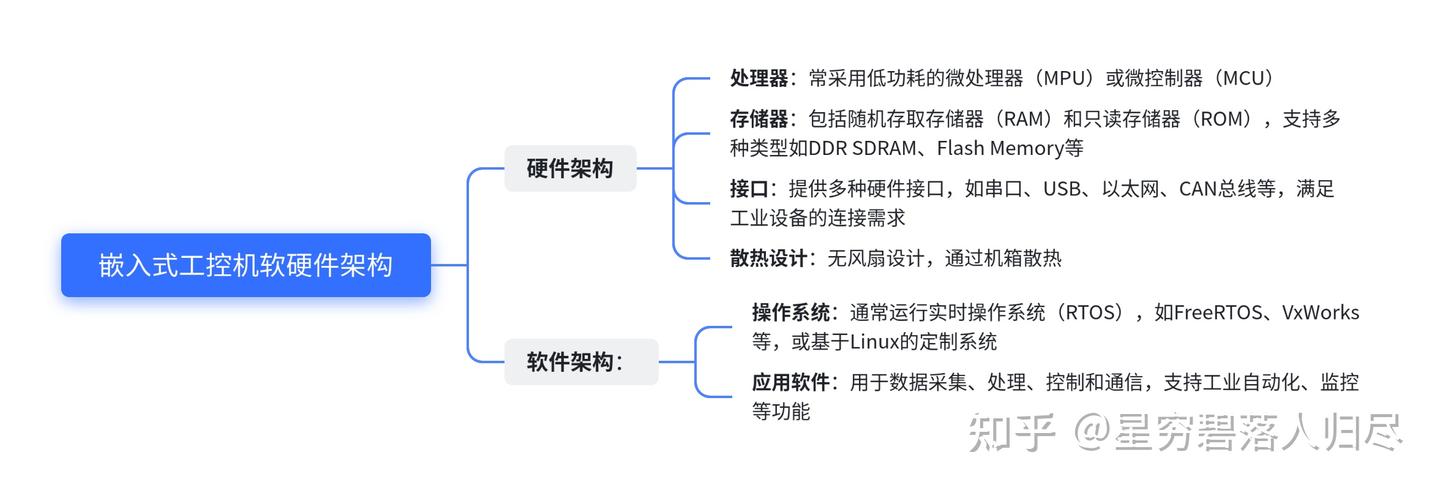 嵌入式工控机软硬件架构
硬件架构
处理器：常采用低功耗的微处理器（MPU）或微控制器（MCU）
存储器：包括随机存取存储器（RAM）和只读存储器（ROM），支持多
种类型如DDR SDRAM、Flash Memory等
接口：提供多种硬件接口，如串口、USB、以太网、CAN总线等，满足
工业设备的连接需求
散热设计：无风扇设计，通过机箱散热
软件架构：
操作系统：通常运行实时操作系统（RTOS），如FreeRTOS、VxWorks
等，或基于Linux的定制系统
应用软件：用于数据采集、处理、控制和通信，支持工业自动化、监控
等功能
知乎 @星穷碧落人归尽